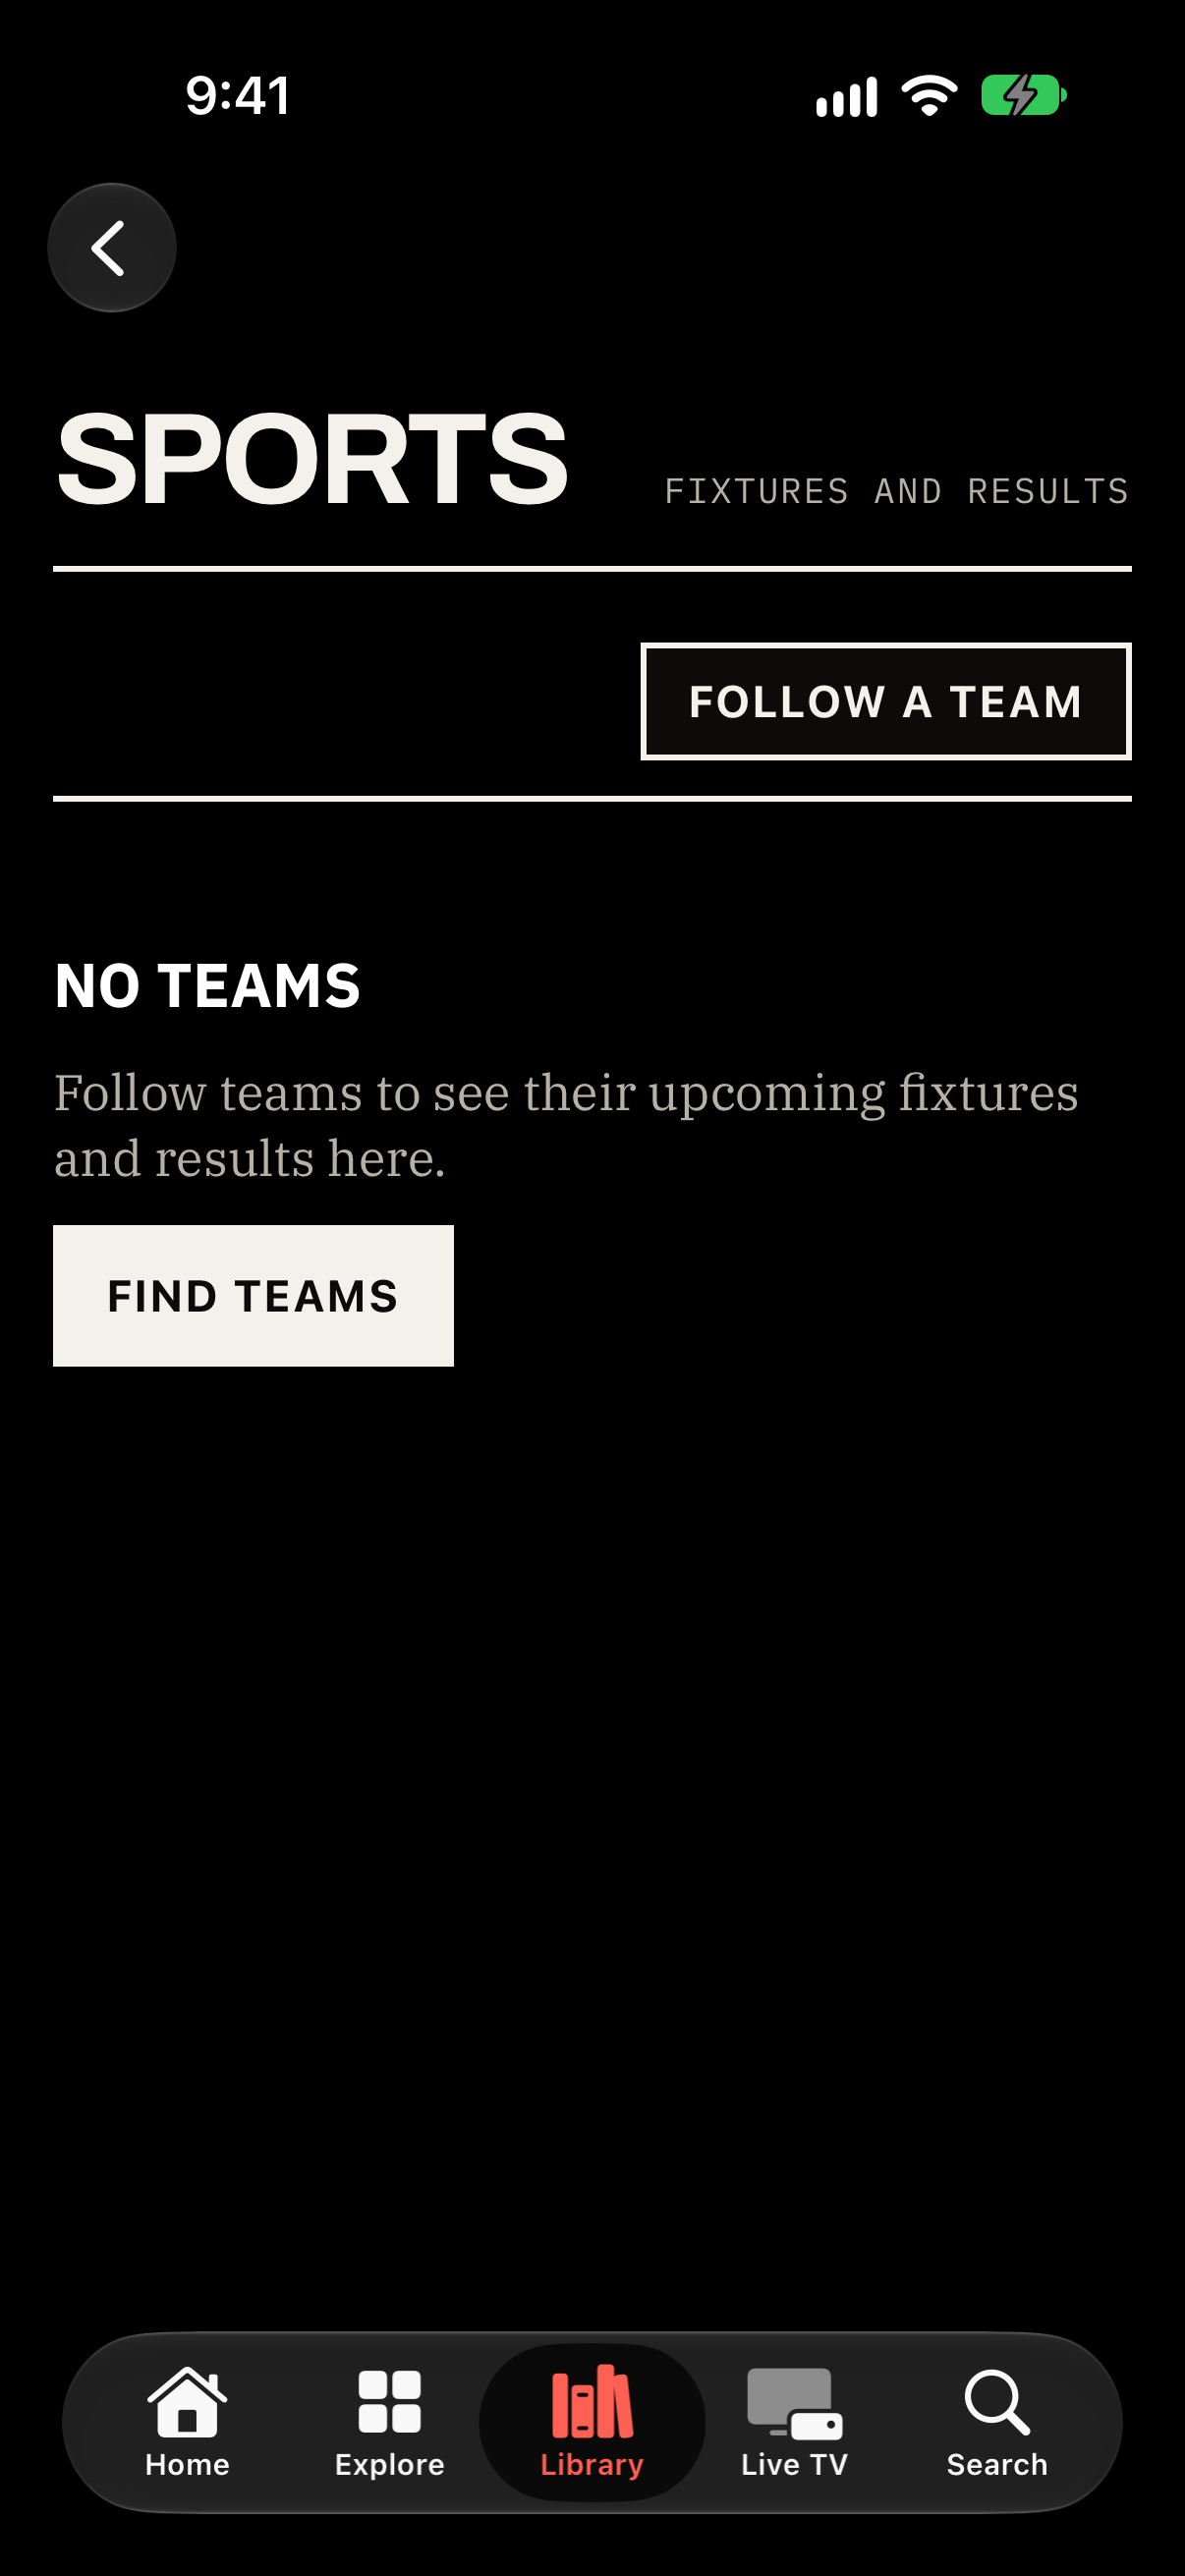 9:41
SPORTS
FIXTURES AND RESULTS
FOLLOW A TEAM
NO TEAMS
Follow teams to see their upcoming fixtures
and results here.
FIND TEAMS
Home
Explore
Library
Live TV
Search